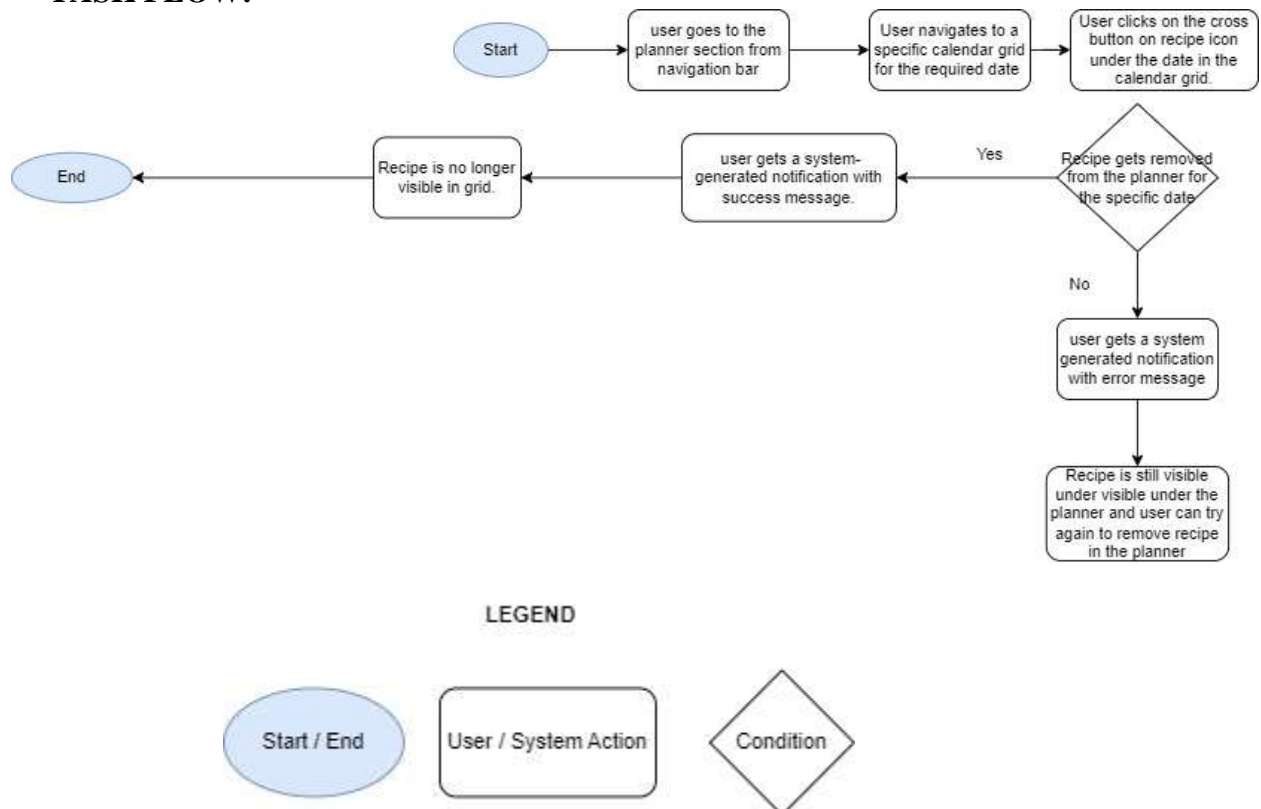 TASK FLOW:
Start
user goes to the
planner section from
navigation bar
User navigates to a
specific calendar grid
for the required date
User clicks on the cross
button on recipe icon
under the date in the
calendar grid.
End
Recipe is no longer
visible in grid.
user gets a system-
generated notification with
success message.
Yes
Recipe gets removed
from the planner for
the specific date
No
user gets a system
generated notification
with error message
Recipe is still visible
under visible under the
planner and user can try
again to remove recipe
in the planner
LEGEND
Start / End
User / System Action
Condition